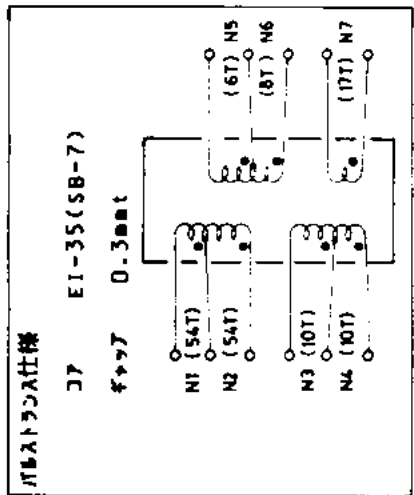 パルストランス仕様
コア EI-35(SB-7)
ギャップ 0.3mmt
N1 (54T)
N2 (54T)
N3 (10T)
N4 (10T)
(6T) N5
(8T) N6
(17T) N7